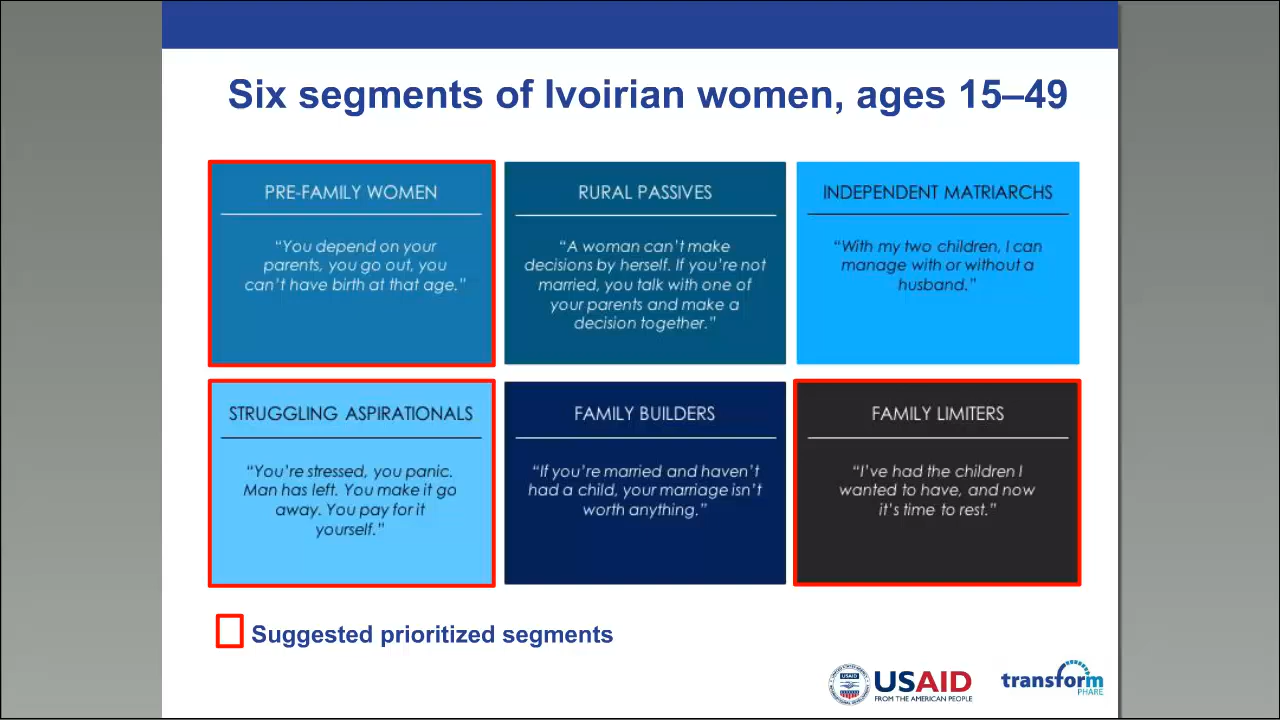 Six segments of Ivoirian women, ages 15–49
PRE-FAMILY WOMEN
“You depend on your
parents, you go out, you
can’t have birth at that age.”
RURAL PASSIVES
“A woman can’t make
decisions by herself. If you’re not
married, you talk with one of
your parents and make a
decision together.”
INDEPENDENT MATRIARCHS
“With my two children, I can
manage with or without a
husband.”
STRUGGLING ASPIRATIONALS
“You’re stressed, you panic.
Man has left. You make it go
away. You pay for it
yourself.”
FAMILY BUILDERS
“If you’re married and haven’t
had a child, your marriage isn’t
worth anything.”
FAMILY LIMITERS
“I’ve had the children I
wanted to have, and now
it’s time to rest.”
Suggested prioritized segments
USAID
USAID
FROM THE AMERICAN PEOPLE
transform
PHARE